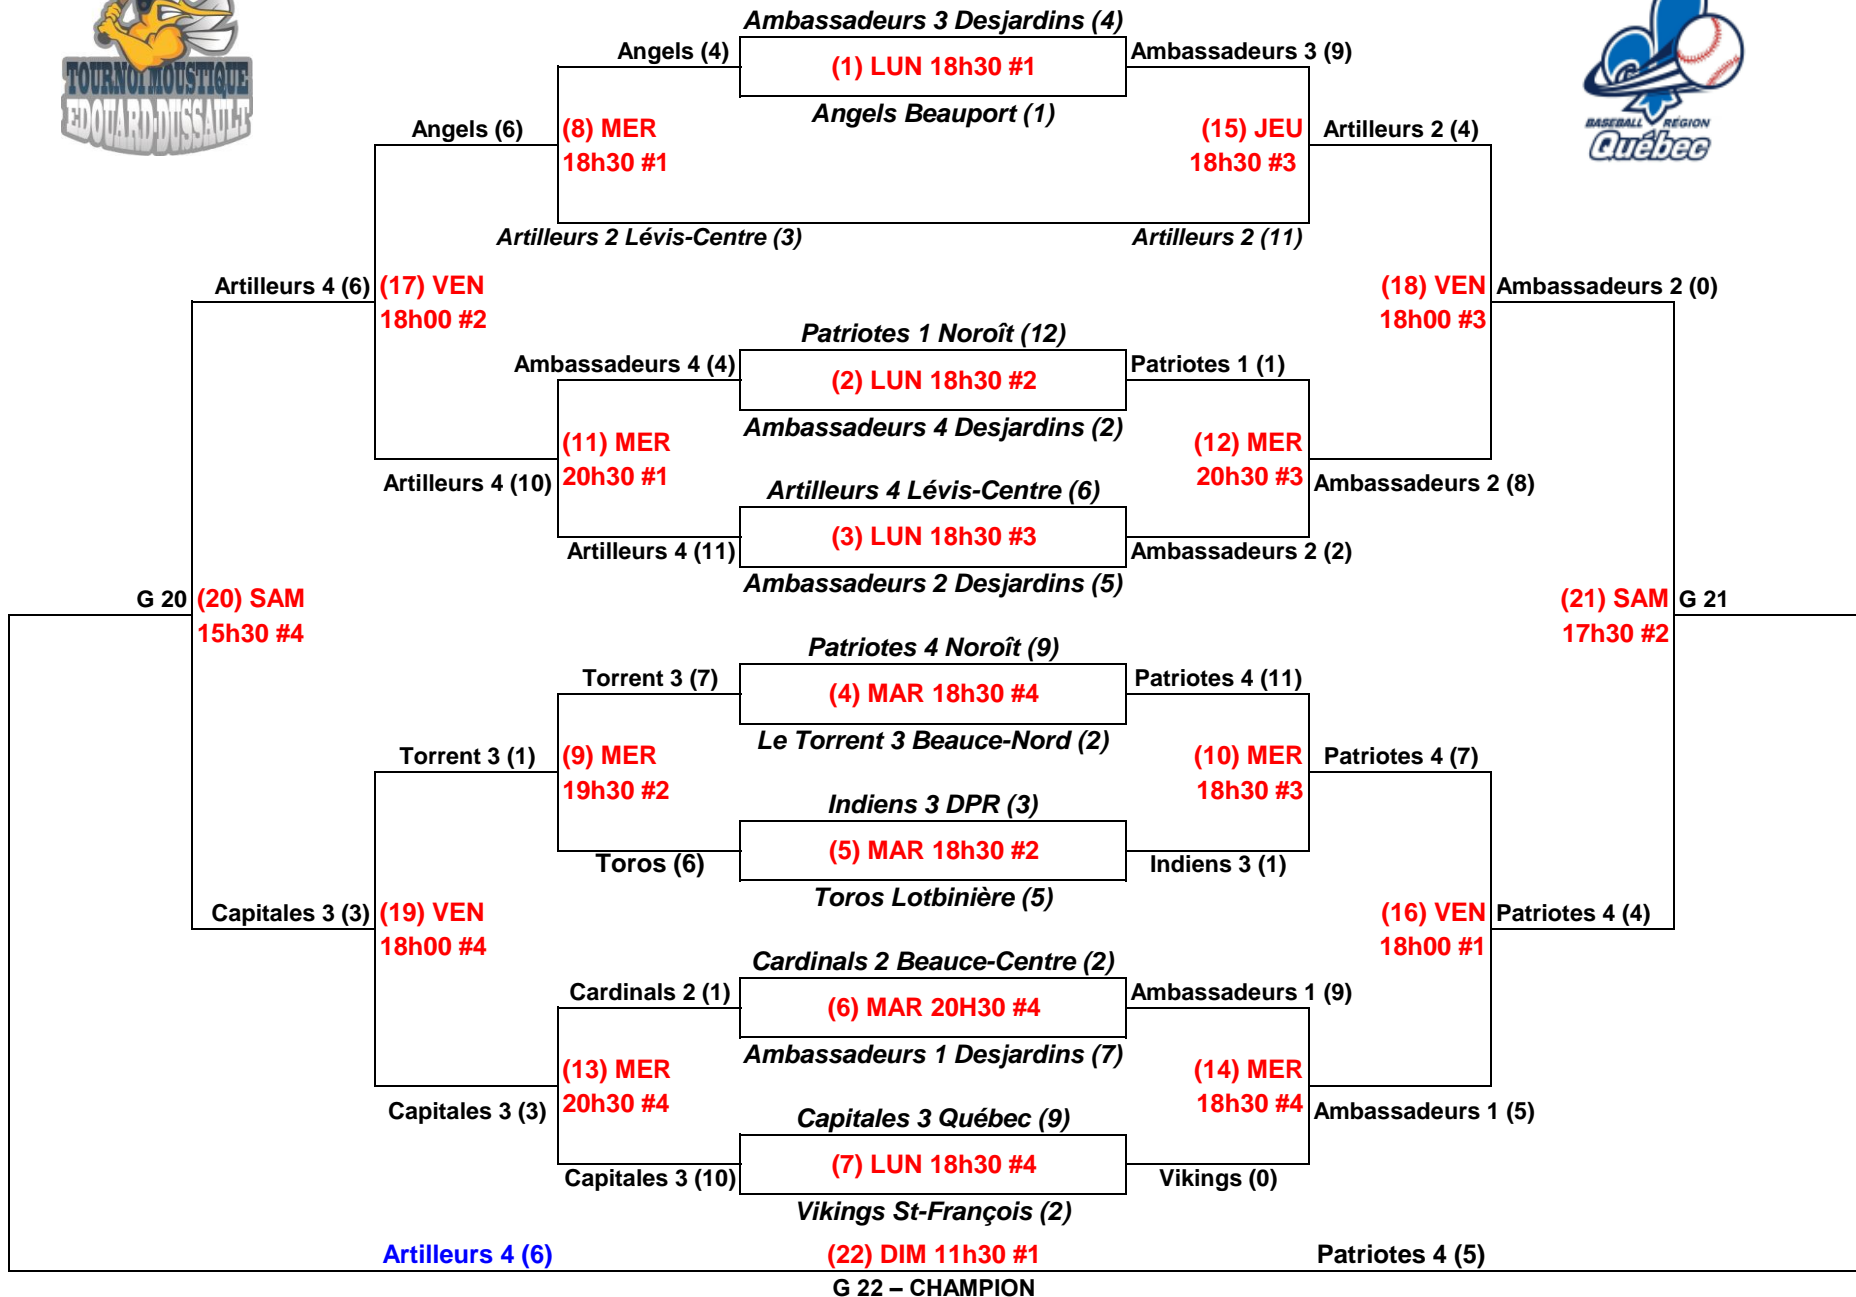 TOURNOI MOUSTIQUE
EDOUARD-DUSSAULT
BASEBALL RÉGION
Québec
Ambassadeurs 3 Desjardins (4)
Angels (4)
(1) LUN 18h30 #1
Ambassadeurs 3 (9)
Angels Beauport (1)
Angels (6)
(8) MER
18h30 #1
(15) JEU
18h30 #3
Artilleurs 2 (4)
Artilleurs 2 Lévis-Centre (3)
Artilleurs 2 (11)
Artilleurs 4 (6)
(17) VEN
18h00 #2
(18) VEN
18h00 #3
Ambassadeurs 2 (0)
Patriotes 1 Noroît (12)
Ambassadeurs 4 (4)
(2) LUN 18h30 #2
Patriotes 1 (1)
Ambassadeurs 4 Desjardins (2)
(11) MER
20h30 #1
(12) MER
20h30 #3
Artilleurs 4 (10)
Ambassadeurs 2 (8)
Artilleurs 4 Lévis-Centre (6)
Artilleurs 4 (11)
(3) LUN 18h30 #3
Ambassadeurs 2 (2)
Ambassadeurs 2 Desjardins (5)
G 20
(20) SAM
15h30 #4
(21) SAM
17h30 #2
G 21
Patriotes 4 Noroît (9)
Torrent 3 (7)
(4) MAR 18h30 #4
Patriotes 4 (11)
Le Torrent 3 Beauce-Nord (2)
Torrent 3 (1)
(9) MER
19h30 #2
(10) MER
18h30 #3
Patriotes 4 (7)
Indiens 3 DPR (3)
Toros (6)
(5) MAR 18h30 #2
Indiens 3 (1)
Toros Lotbinière (5)
Capitales 3 (3)
(19) VEN
18h00 #4
(16) VEN
18h00 #1
Patriotes 4 (4)
Cardinals 2 Beauce-Centre (2)
Cardinals 2 (1)
(6) MAR 20H30 #4
Ambassadeurs 1 (9)
Ambassadeurs 1 Desjardins (7)
(13) MER
20h30 #4
(14) MER
18h30 #4
Capitales 3 (3)
Ambassadeurs 1 (5)
Capitales 3 Québec (9)
Capitales 3 (10)
(7) LUN 18h30 #4
Vikings (0)
Vikings St-François (2)
Artilleurs 4 (6)
(22) DIM 11h30 #1
Patriotes 4 (5)
G 22 – CHAMPION